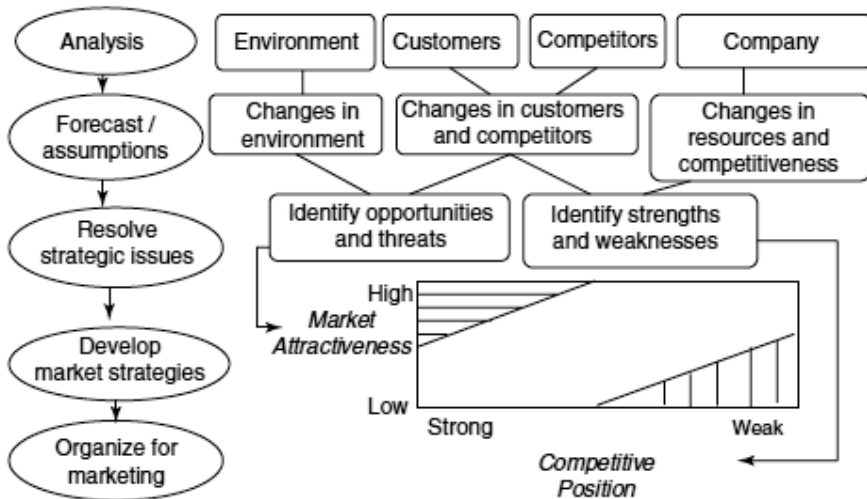 Analysis
Environment
Customers
Competitors
Company
Forecast /
assumptions
Changes in
environment
Changes in customers
and competitors
Changes in
resources and
competitiveness
Resolve
strategic issues
Identify opportunities
and threats
Identify strengths
and weaknesses
High
Market
Attractiveness
Low
Strong
Weak
Competitive
Position
Develop
market strategies
Organize for
marketing